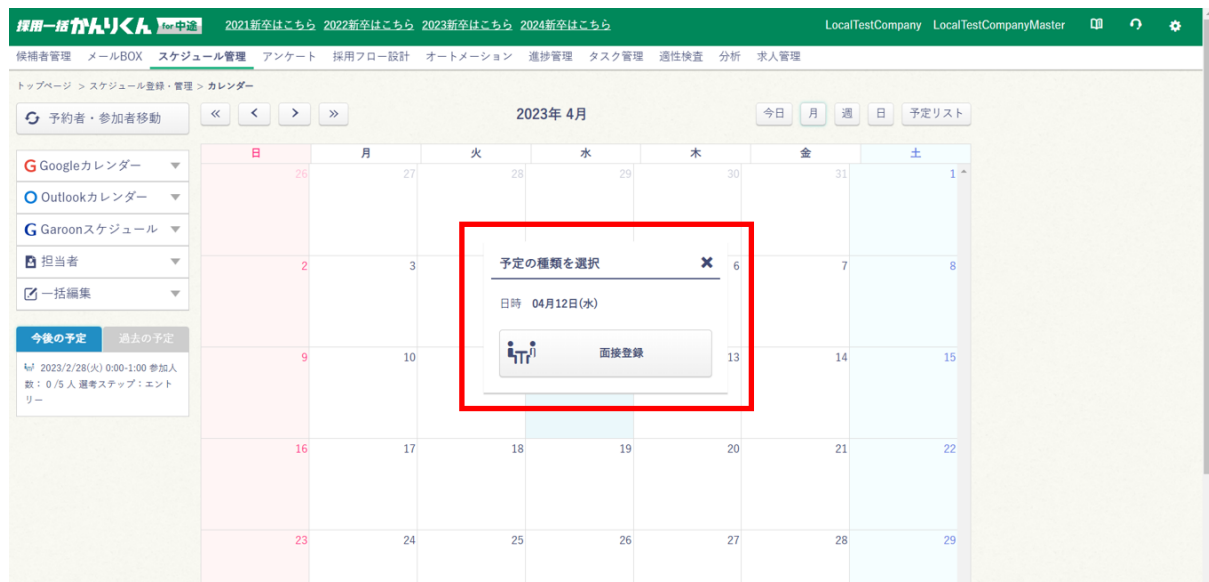 採用一括かんりくん for中途 2021新卒はこちら 2022新卒はこちら 2023新卒はこちら 2024新卒はこちら LocalTestCompany LocalTestCompanyMaster
候補者管理 メールBOX スケジュール管理 アンケート 採用フロー設計 オートメーション 進捗管理 タスク管理 適性検査 分析 求人管理
トップページ > スケジュール登録・管理 > カレンダー
予約者・参加者移動
« < > » 2023年 4月 今日 月 週 日 予定リスト
Googleカレンダー
Outlookカレンダー
Garoonスケジュール
担当者
一括編集
今後の予定 過去の予定
2023/2/28(火) 0:00-1:00 参加人
数： 0 /5 人 選考ステップ：エント
リー
日 月 火 水 木 金 土
26 27 28 29 30 31 1
2 3 6 7 8
9 10 13 14 15
16 17 18 19 20 21 22
23 24 25 26 27 28 29
予定の種類を選択
日時 04月12日(水)
面接登録